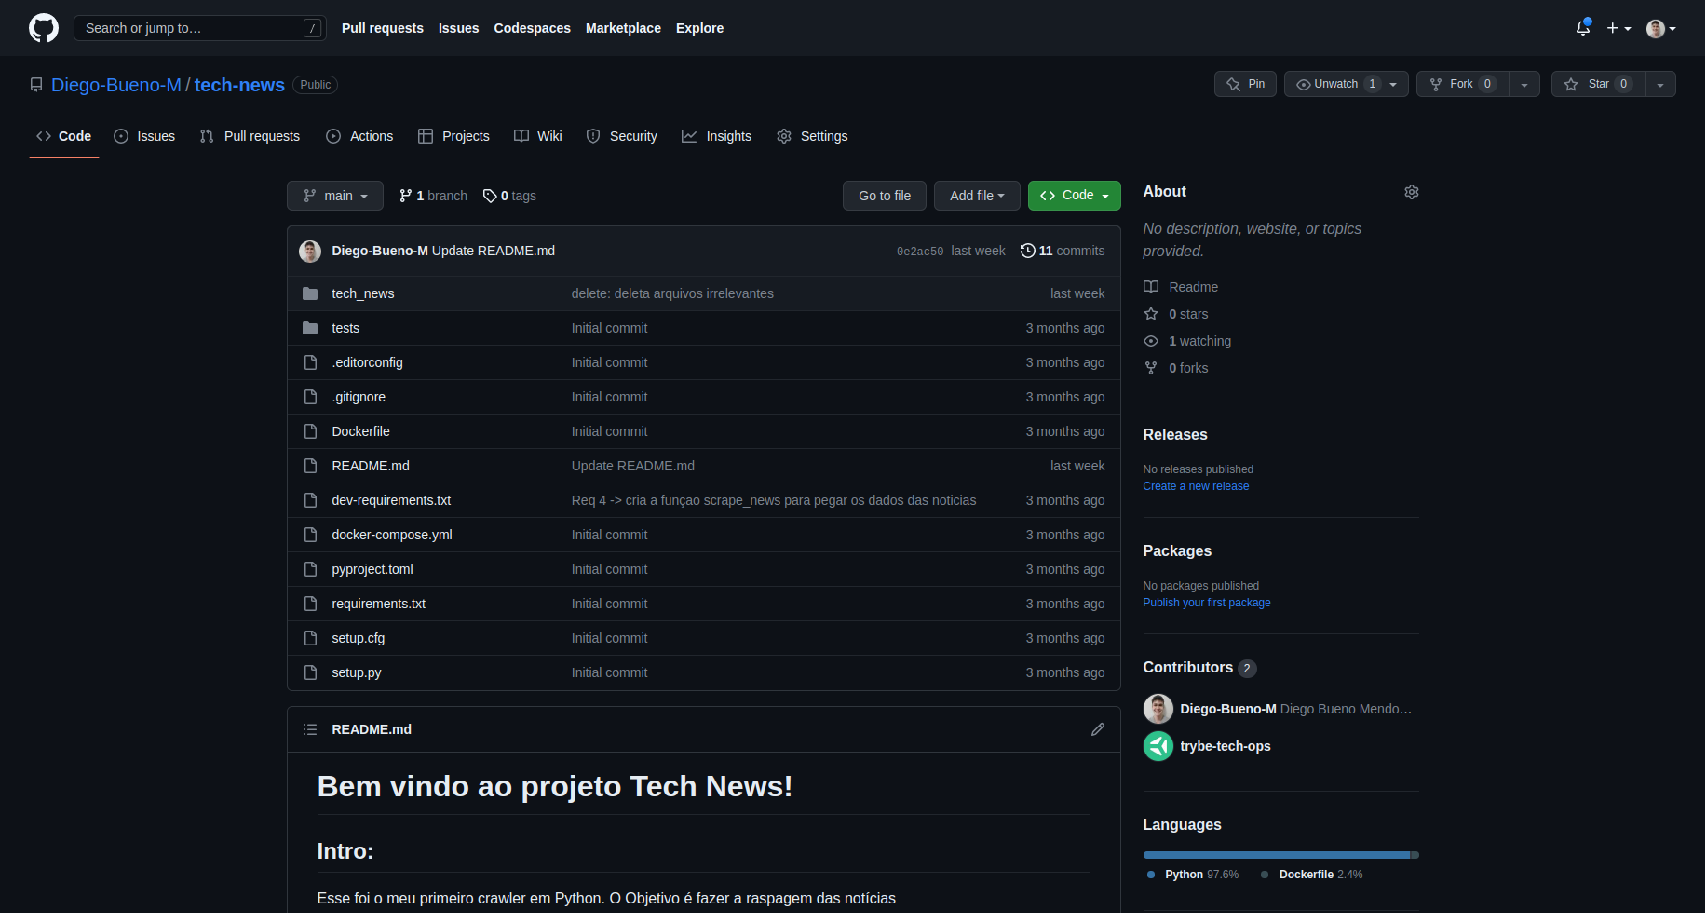 Search or jump to... /
Pull requests Issues Codespaces Marketplace Explore
Diego-Bueno-M / tech-news Public
Pin Unwatch 1 Fork 0 Star 0
Code Issues Pull requests Actions Projects Wiki Security Insights Settings
main 1 branch 0 tags Go to file Add file Code
Diego-Bueno-M Update README.md 0e2ac50 last week 11 commits
tech_news delete: deleta arquivos irrelevantes last week
tests Initial commit 3 months ago
.editorconfig Initial commit 3 months ago
.gitignore Initial commit 3 months ago
Dockerfile Initial commit 3 months ago
README.md Update README.md last week
dev-requirements.txt Req 4 -> cria a funçao scrape_news para pegar os dados das noticias 3 months ago
docker-compose.yml Initial commit 3 months ago
pyproject.toml Initial commit 3 months ago
requirements.txt Initial commit 3 months ago
setup.cfg Initial commit 3 months ago
setup.py Initial commit 3 months ago
README.md
Bem vindo ao projeto Tech News!
Intro:
Esse foi o meu primeiro crawler em Python. O Objetivo é fazer a raspagem das notícias
About
No description, website, or topics
provided.
Readme
0 stars
1 watching
0 forks
Releases
No releases published
Create a new release
Packages
No packages published
Publish your first package
Contributors 2
Diego-Bueno-M Diego Bueno Mendo...
trybe-tech-ops
Languages
Python 97.6% Dockerfile 2.4%